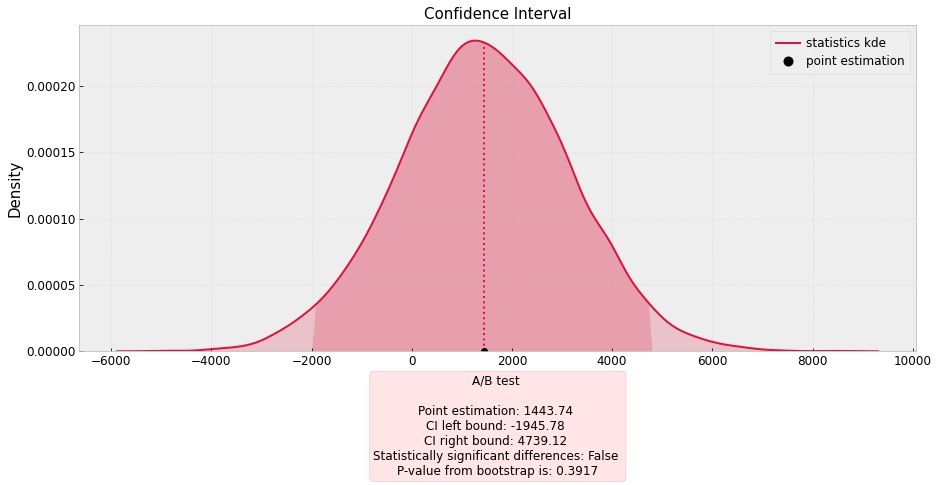 Confidence Interval
statistics kde
point estimation
Density
0.00020
0.00015
0.00010
0.00005
0.00000
−6000 −4000 −2000 0 2000 4000 6000 8000 10000
A/B test
Point estimation: 1443.74
CI left bound: -1945.78
CI right bound: 4739.12
Statistically significant differences: False
P-value from bootstrap is: 0.3917